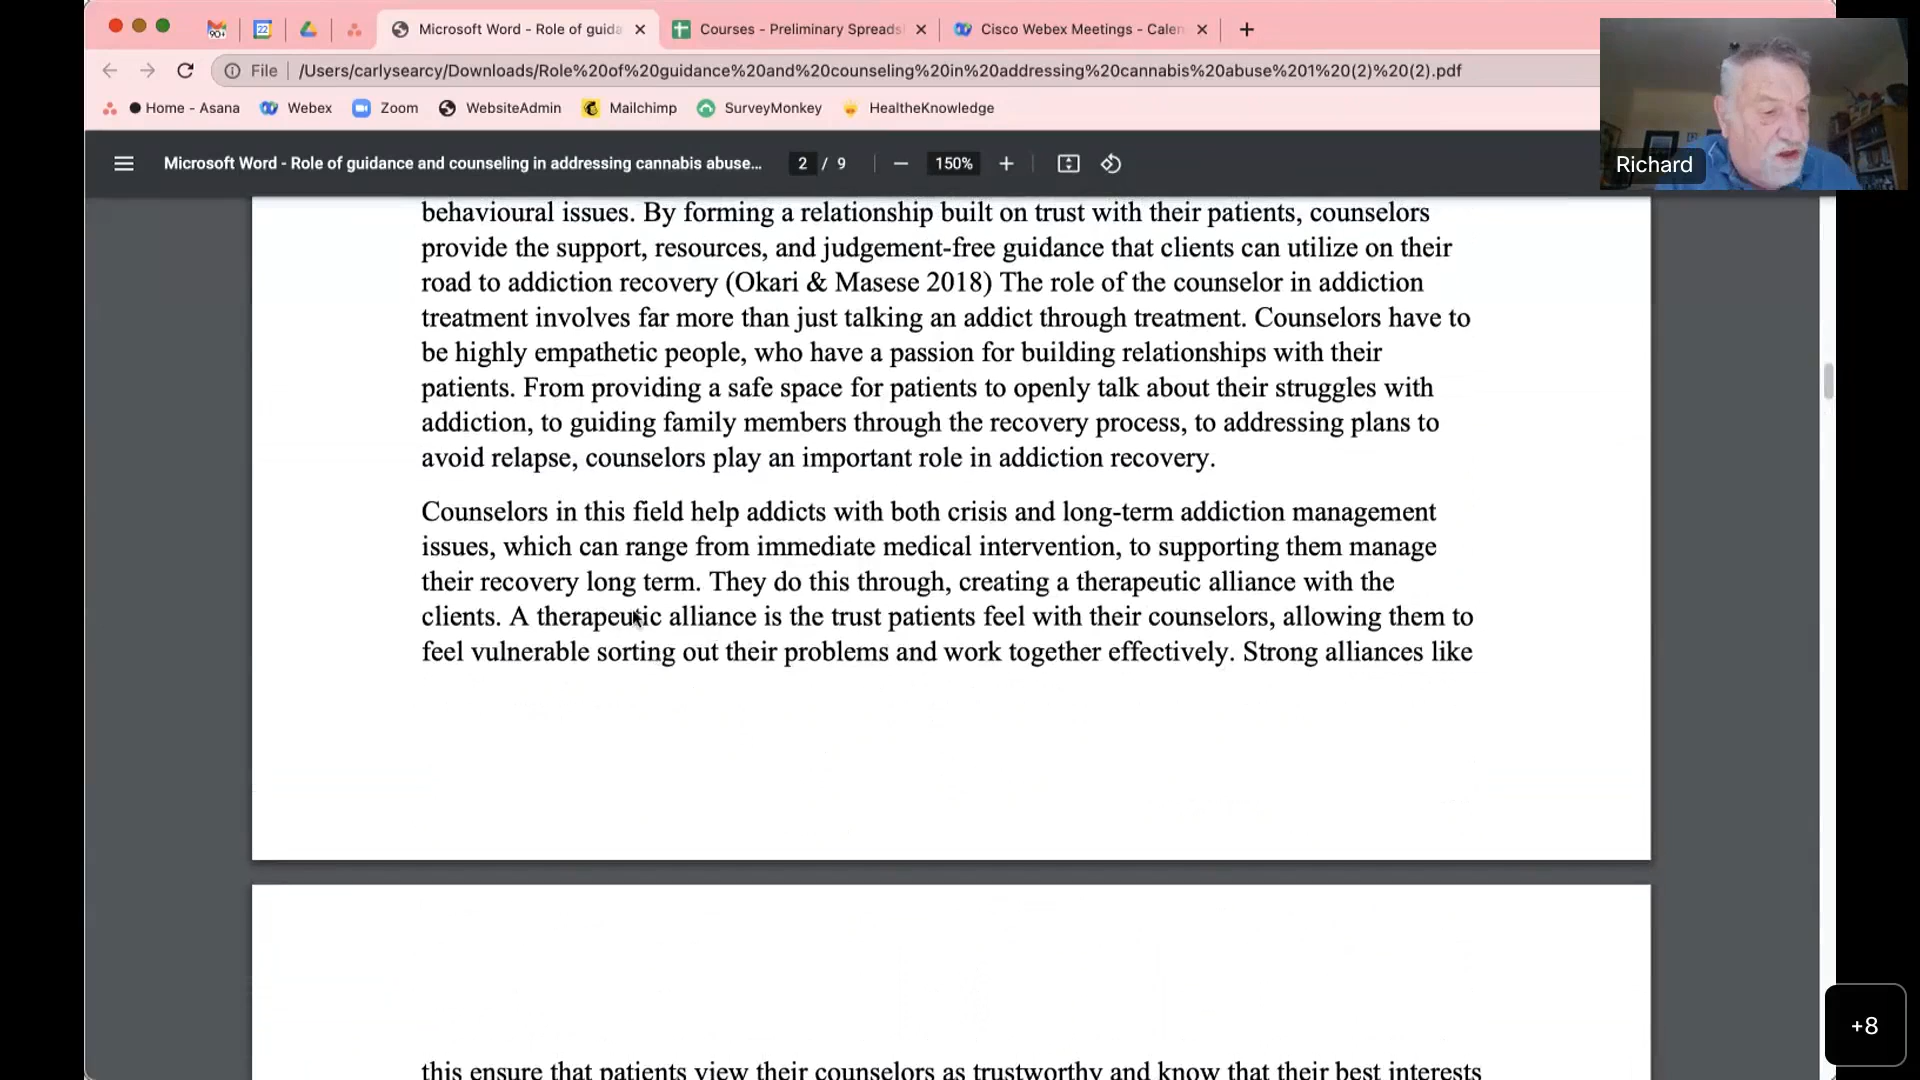 90+
22
Microsoft Word - Role of guida
Courses - Preliminary Spreads
Cisco Webex Meetings - Calen
File
/Users/carlysearcy/Downloads/Role%20of%20guidance%20and%20counseling%20in%20addressing%20cannabis%20abuse%201%20(2)%20(2).pdf
Home - Asana
Webex
Zoom
WebsiteAdmin
Mailchimp
SurveyMonkey
HealtheKnowledge
Richard
Microsoft Word - Role of guidance and counseling in addressing cannabis abuse...
2 / 9
150%
behavioural issues. By forming a relationship built on trust with their patients, counselors
provide the support, resources, and judgement-free guidance that clients can utilize on their
road to addiction recovery (Okari & Masese 2018) The role of the counselor in addiction
treatment involves far more than just talking an addict through treatment. Counselors have to
be highly empathetic people, who have a passion for building relationships with their
patients. From providing a safe space for patients to openly talk about their struggles with
addiction, to guiding family members through the recovery process, to addressing plans to
avoid relapse, counselors play an important role in addiction recovery.
Counselors in this field help addicts with both crisis and long-term addiction management
issues, which can range from immediate medical intervention, to supporting them manage
their recovery long term. They do this through, creating a therapeutic alliance with the
clients. A therapeutic alliance is the trust patients feel with their counselors, allowing them to
feel vulnerable sorting out their problems and work together effectively. Strong alliances like
this ensure that patients view their counselors as trustworthy and know that their best interests
+8